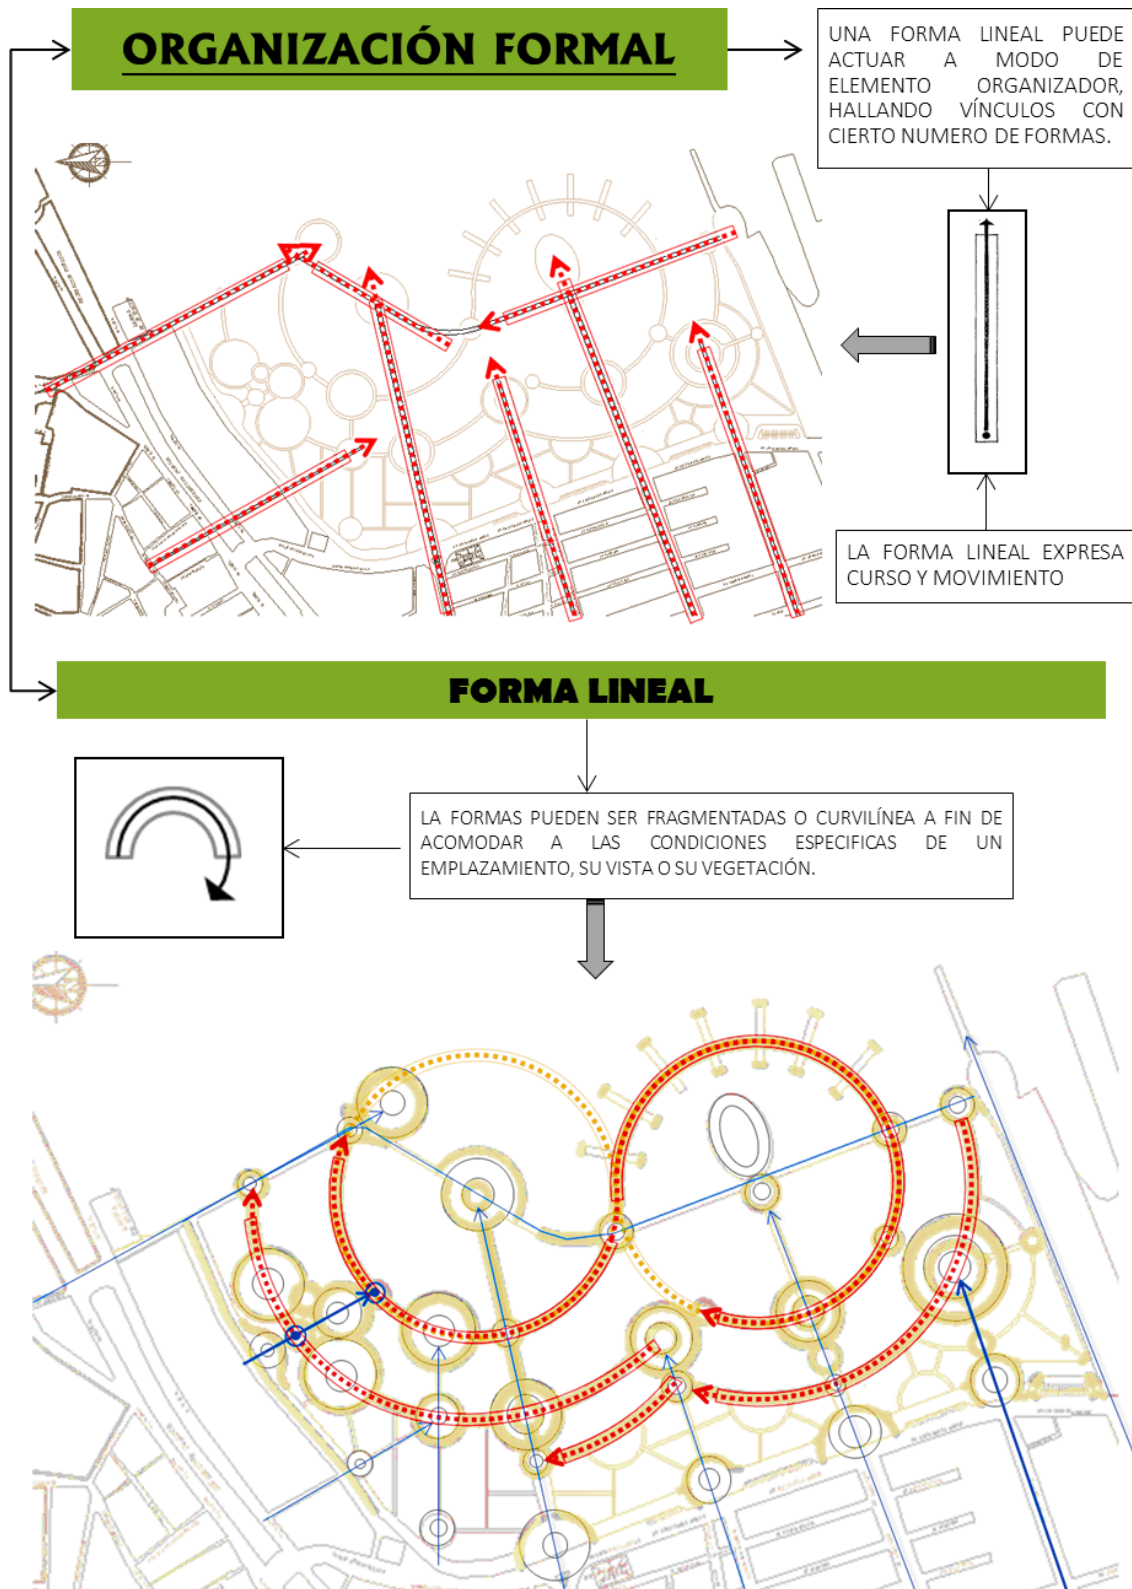 ORGANIZACIÓN FORMAL
UNA FORMA LINEAL PUEDE
ACTUAR A MODO DE
ELEMENTO ORGANIZADOR,
HALLANDO VÍNCULOS CON
CIERTO NUMERO DE FORMAS.
LA FORMA LINEAL EXPRESA
CURSO Y MOVIMIENTO
FORMA LINEAL
LA FORMAS PUEDEN SER FRAGMENTADAS O CURVILÍNEA A FIN DE
ACOMODAR A LAS CONDICIONES ESPECIFICAS DE UN
EMPLAZAMIENTO, SU VISTA O SU VEGETACIÓN.